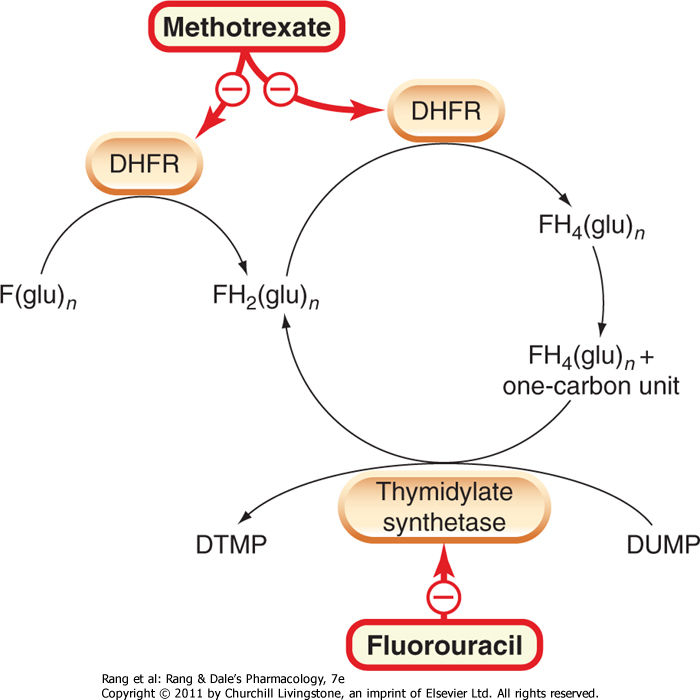 Methotrexate
DHFR
DHFR
FH₄(glu)ₙ
F(glu)ₙ
FH₂(glu)ₙ
FH₄(glu)ₙ +
one-carbon unit
Thymidylate
synthetase
DTMP
DUMP
Fluorouracil
Rang et al: Rang & Dale's Pharmacology, 7e
Copyright © 2011 by Churchill Livingstone, an imprint of Elsevier Ltd. All rights reserved.